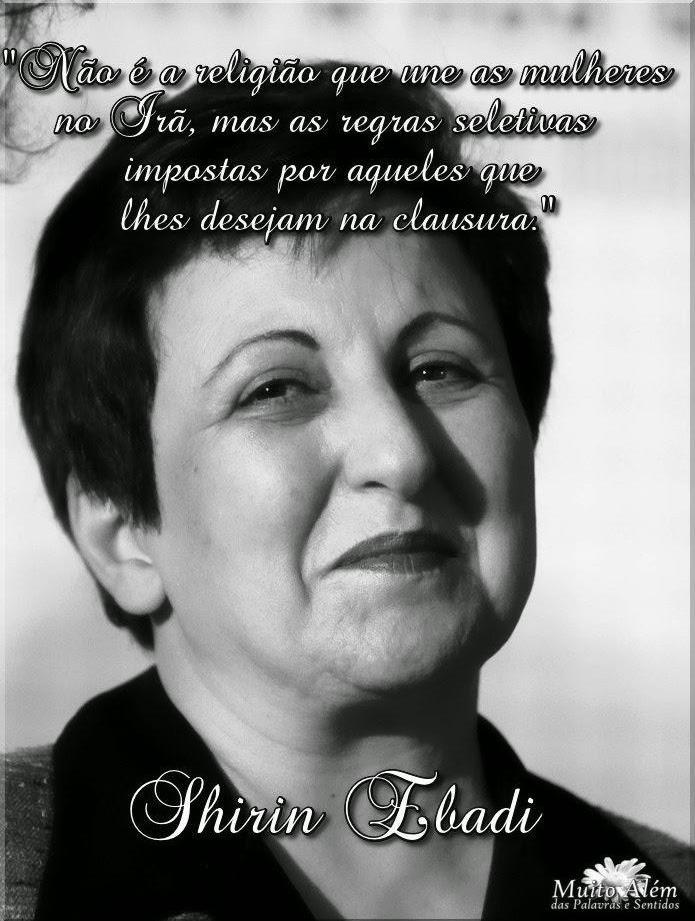 "Não é a religião que une as mulheres
no Irã, mas as regras seletivas
impostas por aqueles que
lhes desejam na clausura."
Shirin Ebadi
Muito Além
das Palavras e Sentidos